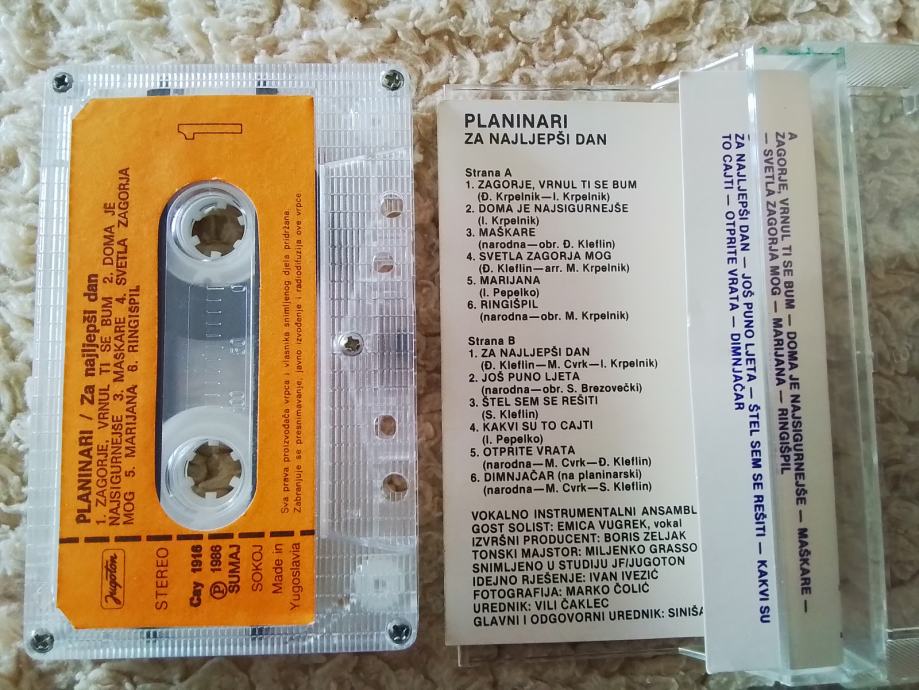 1
PLANINARI / Za najljepši dan
1. ZAGORJE, VRNUL TI SE BUM 2. DOMA JE
NAJSIGURNEJŠE 3. MAŠKARE 4. SVETLA ZAGORJA
MOG 5. MARIJANA 6. RINGIŠPIL
Sva prava proizvođača vrpce i vlasnika snimljenog djela pridržana.
Zabranjuje se presnimavanje, javno izvođenje i radiodifuzija ove vrpce
Jugoton
STEREO
Cay 1916
Ⓟ 1986
SUMAJ
SOKOJ
Made in
Yugoslavia
PLANINARI
ZA NAJLJEPŠI DAN
Strana A
1. ZAGORJE, VRNUL TI SE BUM
(Đ. Krpelnik—I. Krpelnik)
2. DOMA JE NAJSIGURNEJŠE
(I. Krpelnik)
3. MAŠKARE
(narodna—obr. Đ. Kleflin)
4. SVETLA ZAGORJA MOG
(Đ. Kleflin—arr. M. Krpelnik)
5. MARIJANA
(I. Pepelko)
6. RINGIŠPIL
(narodna—obr. M. Krpelnik)
Strana B
1. ZA NAJLJEPŠI DAN
(Đ. Kleflin—M. Cvrk—I. Krpelnik)
2. JOŠ PUNO LJETA
(narodna—obr. S. Brezovečki)
3. ŠTEL SEM SE REŠITI
(S. Kleflin)
4. KAKVI SU TO CAJTI
(I. Pepelko)
5. OTPRITE VRATA
(narodna—M. Cvrk—Đ. Kleflin)
6. DIMNJAČAR (na planinarski)
(narodna—M. Cvrk—S. Kleflin)
VOKALNO INSTRUMENTALNI ANSAMBL
GOST SOLIST: EMICA VUGREK, vokal
IZVRŠNI PRODUCENT: BORIS ZELJAK
TONSKI MAJSTOR: MILJENKO GRASSO
SNIMLJENO U STUDIJU JF/JUGOTON
IDEJNO RJEŠENJE: IVAN IVEZIĆ
FOTOGRAFIJA: MARKO ČOLIĆ
UREDNIK: VILI ČAKLEC
GLAVNI I ODGOVORNI UREDNIK: SINIŠA
A
ZAGORJE, VRNUL TI SE BUM — DOMA JE NAJSIGURNEJŠE — MAŠKARE —
— SVETLA ZAGORJA MOG — MARIJANA — RINGIŠPIL
ZA NAJLJEPŠI DAN — JOŠ PUNO LJETA — ŠTEL SEM SE REŠITI — KAKVI SU
TO CAJTI — OTPRITE VRATA — DIMNJAČAR